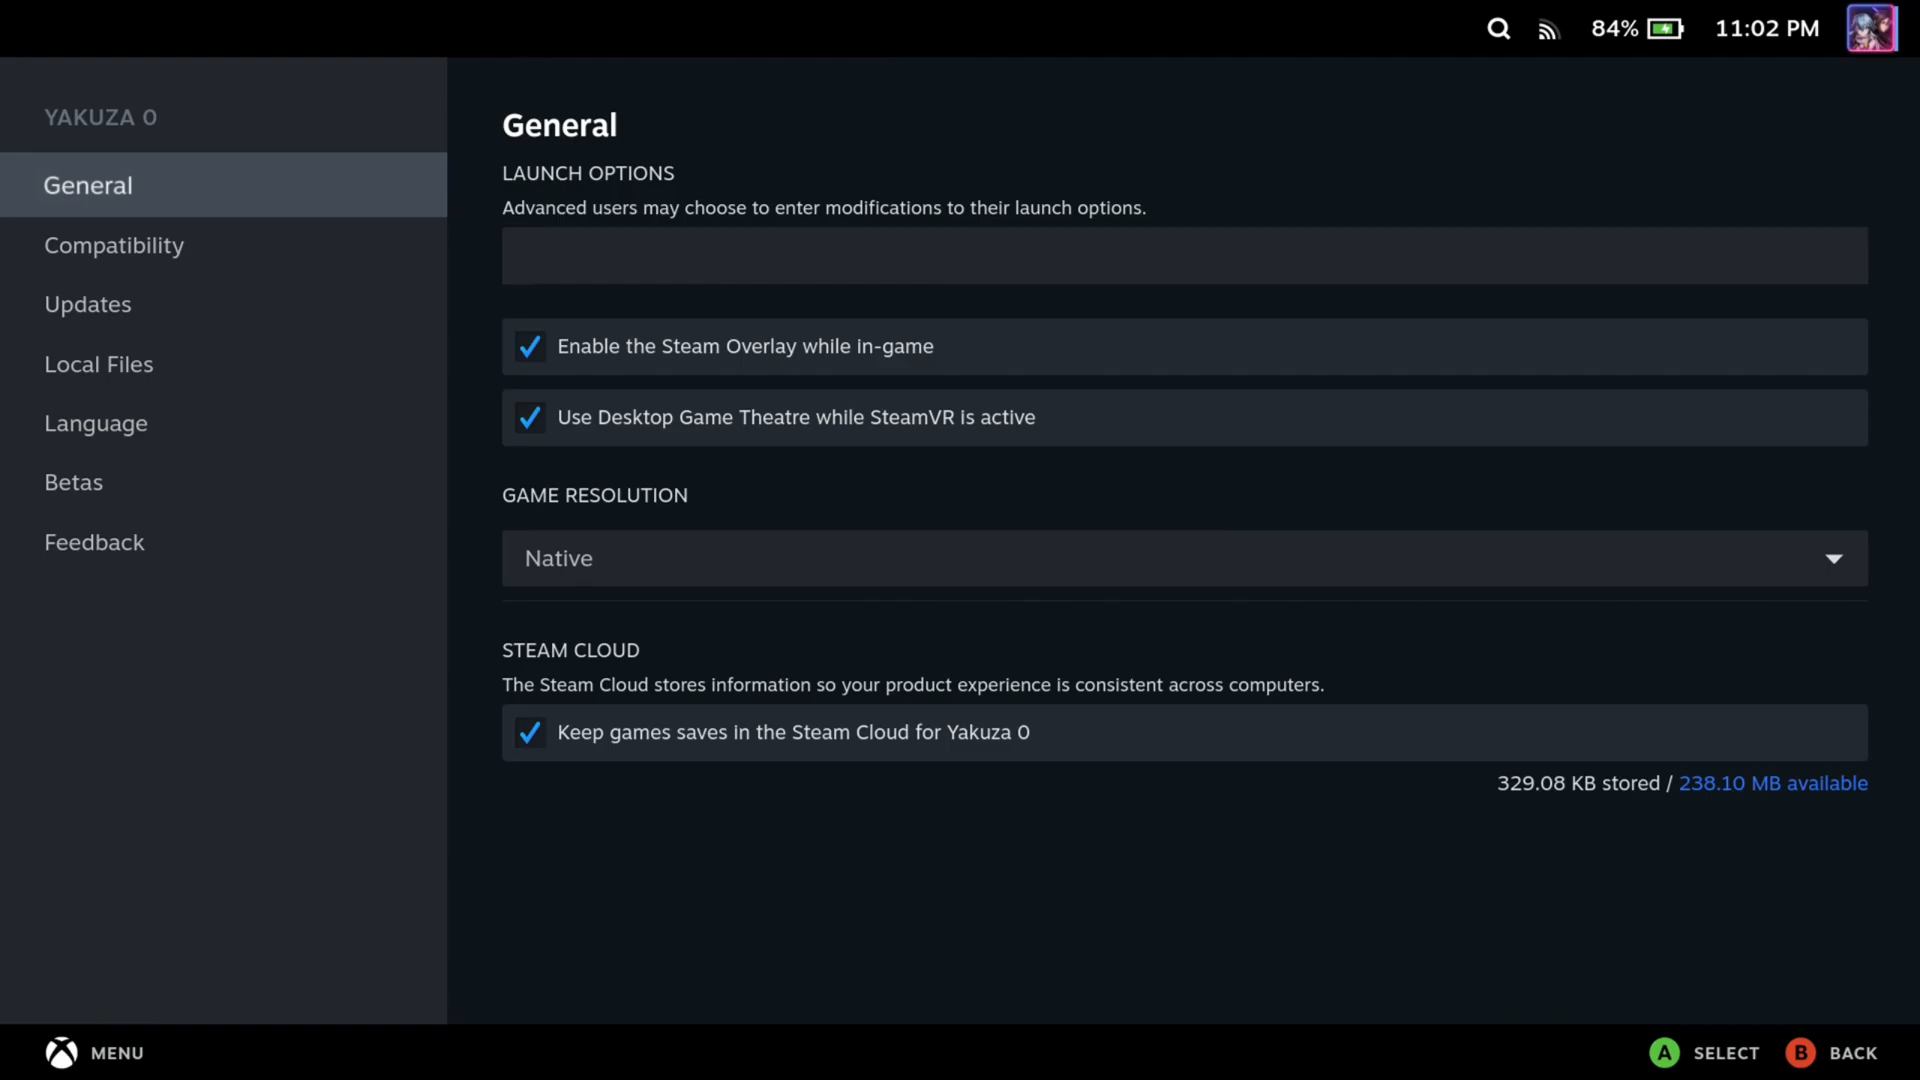 84% 11:02 PM
YAKUZA 0
General
Compatibility
Updates
Local Files
Language
Betas
Feedback
General
LAUNCH OPTIONS
Advanced users may choose to enter modifications to their launch options.
Enable the Steam Overlay while in-game
Use Desktop Game Theatre while SteamVR is active
GAME RESOLUTION
Native
STEAM CLOUD
The Steam Cloud stores information so your product experience is consistent across computers.
Keep games saves in the Steam Cloud for Yakuza 0
329.08 KB stored / 238.10 MB available
MENU A SELECT B BACK